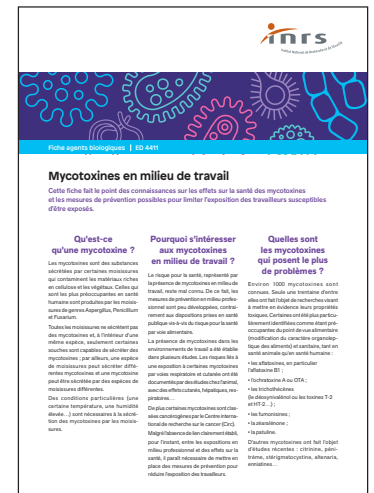 inrs
Institut National de Recherche et de Sécurité
Fiche agents biologiques | ED 4411
Mycotoxines en milieu de travail
Cette fiche fait le point des connaissances sur les effets sur la santé des mycotoxines
et les mesures de prévention possibles pour limiter l'exposition des travailleurs susceptibles
d'être exposés.
Qu'est-ce
qu'une mycotoxine ?
Les mycotoxines sont des substances
sécrétées par certaines moisissures
qui contaminent les matériaux riches
en cellulose et les végétaux. Celles qui
sont les plus préoccupantes en santé
humaine sont produites par les moisis-
sures de genres Aspergillus, Penicillium
et Fusarium.
Toutes les moisissures ne sécrètent pas
des mycotoxines et, à l'intérieur d'une
même espèce, seulement certaines
souches sont capables de sécréter des
mycotoxines ; par ailleurs, une espèce
de moisissures peut sécréter diffé-
rentes mycotoxines et une mycotoxine
peut être sécrétée par des espèces de
moisissures différentes.
Des conditions particulières (une
certaine température, une humidité
élevée…) sont nécessaires à la sécré-
tion des mycotoxines par les moisis-
sures.
Pourquoi s'intéresser
aux mycotoxines
en milieu de travail ?
Le risque pour la santé, représenté par
la présence de mycotoxines en milieu de
travail, reste mal connu. De ce fait, les
mesures de prévention en milieu profes-
sionnel sont peu développées, contrai-
rement aux dispositions prises en santé
publique vis-à-vis du risque pour la santé
par voie alimentaire.
La présence de mycotoxines dans les
environnements de travail a été établie
dans plusieurs études. Les risques liés à
une exposition à certaines mycotoxines
par voies respiratoire et cutanée ont été
documentés par des études chez l'animal,
avec des effets cutanés, hépatiques, res-
piratoires…
De plus certaines mycotoxines sont clas-
sées cancérogènes par le Centre interna-
tional de recherche sur le cancer (Circ).
Malgré l'absence de lien clairement établi,
pour l'instant, entre les expositions en
milieu professionnel et des effets sur la
santé, il paraît nécessaire de mettre en
place des mesures de prévention pour
réduire l'exposition des travailleurs.
Quelles sont
les mycotoxines
qui posent le plus
de problèmes ?
Environ 1000 mycotoxines sont
connues. Seule une trentaine d'entre
elles ont fait l'objet de recherches visant
à mettre en évidence leurs propriétés
toxiques. Certaines ont été plus particu-
lièrement identifiées comme étant pré-
occupantes du point de vue alimentaire
(modification du caractère organolep-
tique des aliments) et sanitaire, tant en
santé animale qu'en santé humaine :
• les aflatoxines, en particulier
l'aflatoxine B1 ;
• l'ochratoxine A ou OTA ;
• les trichothécènes
(le déoxynivalénol ou les toxines T-2
et HT-2…) ;
• les fumonisines ;
• la zéaralénone ;
• la patuline.
D'autres mycotoxines ont fait l'objet
d'études récentes : citrinine, péni-
trème, stérigmatocystine, altenaria,
enniatines…